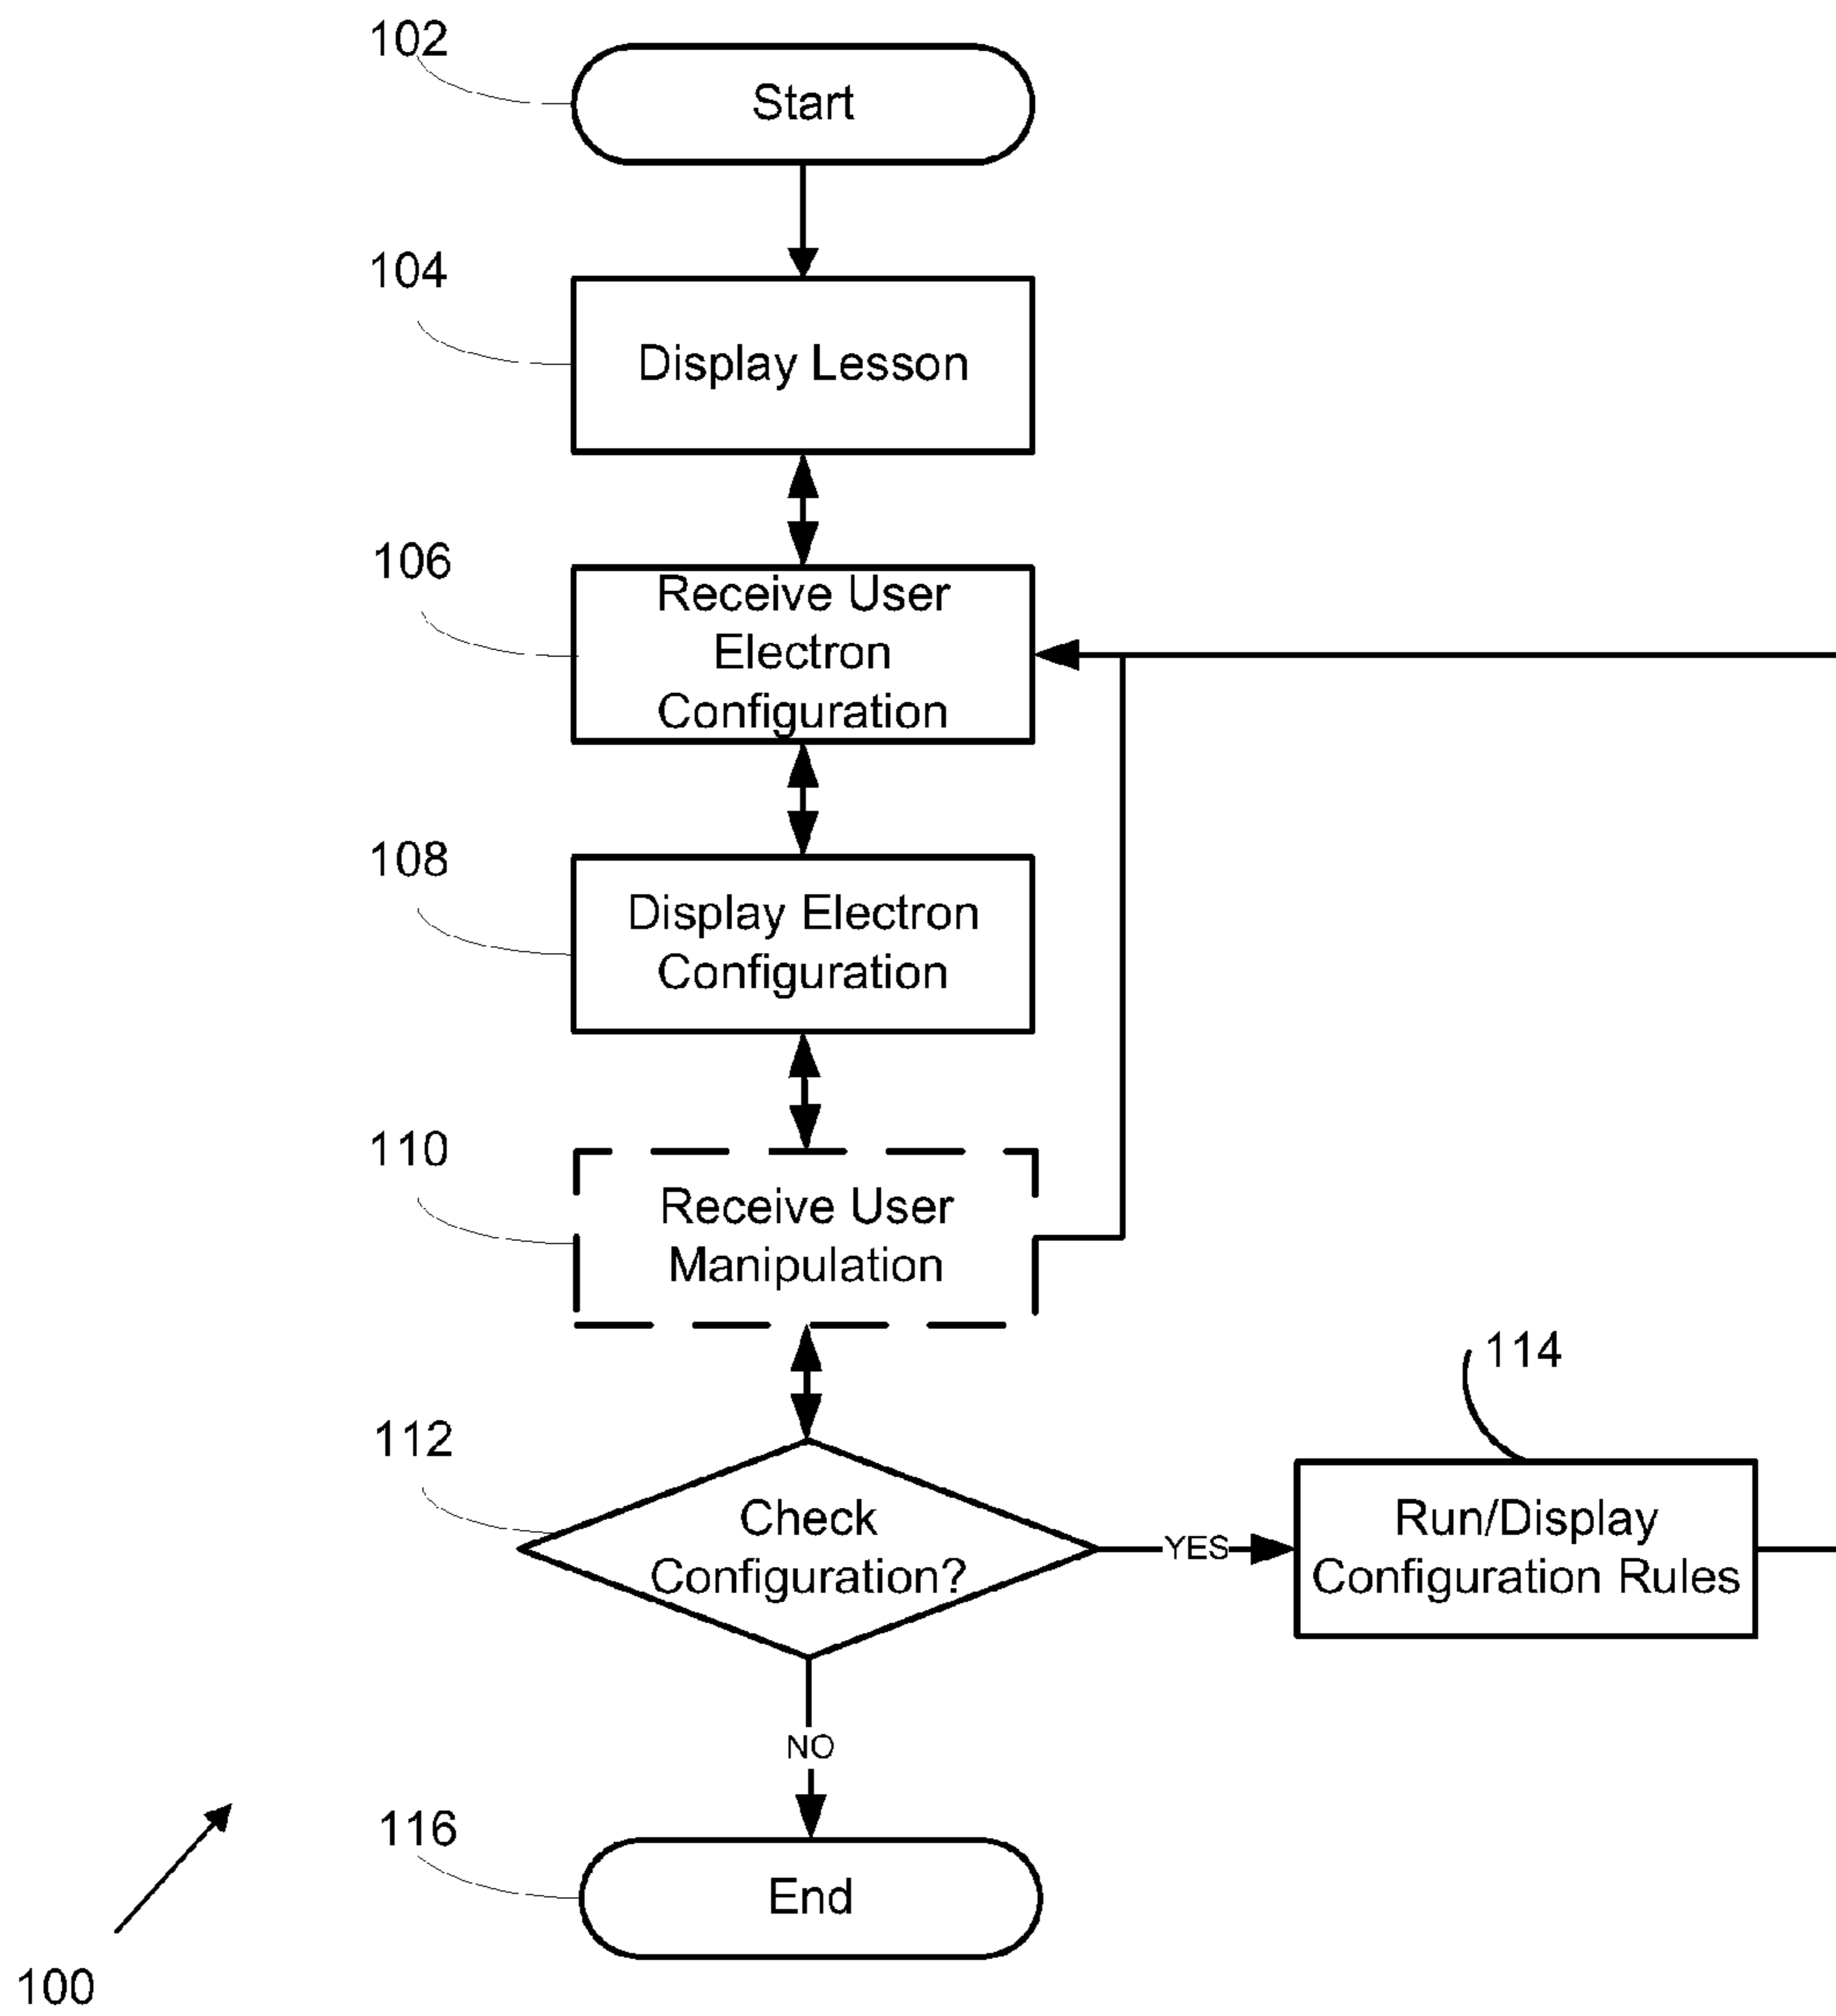 102
Start
104
Display Lesson
106
Receive User
Electron
Configuration
108
Display Electron
Configuration
110
Receive User
Manipulation
114
112
Check
Configuration?
YES
Run/Display
Configuration Rules
NO
116
End
100